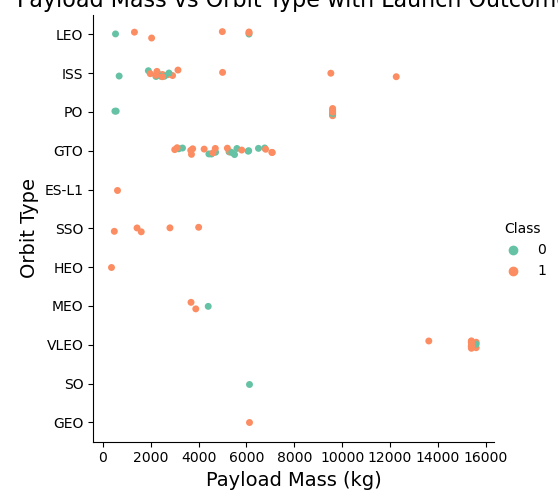 Payload Mass vs Orbit Type with Launch Outcome
LEO
ISS
PO
GTO
ES-L1
SSO
HEO
MEO
VLEO
SO
GEO
Orbit Type
0 2000 4000 6000 8000 10000 12000 14000 16000
Payload Mass (kg)
Class
0
1